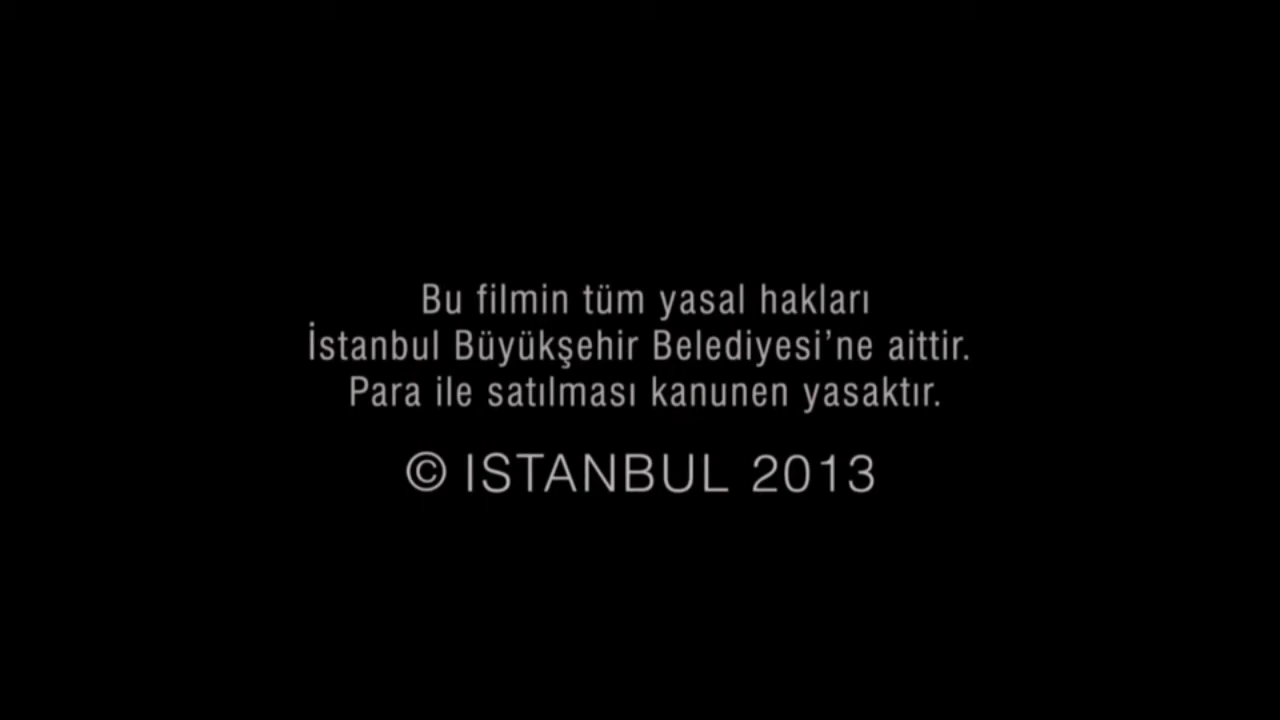 Bu filmin tüm yasal hakları
İstanbul Büyükşehir Belediyesi’ne aittir.
Para ile satılması kanunen yasaktır.
© ISTANBUL 2013